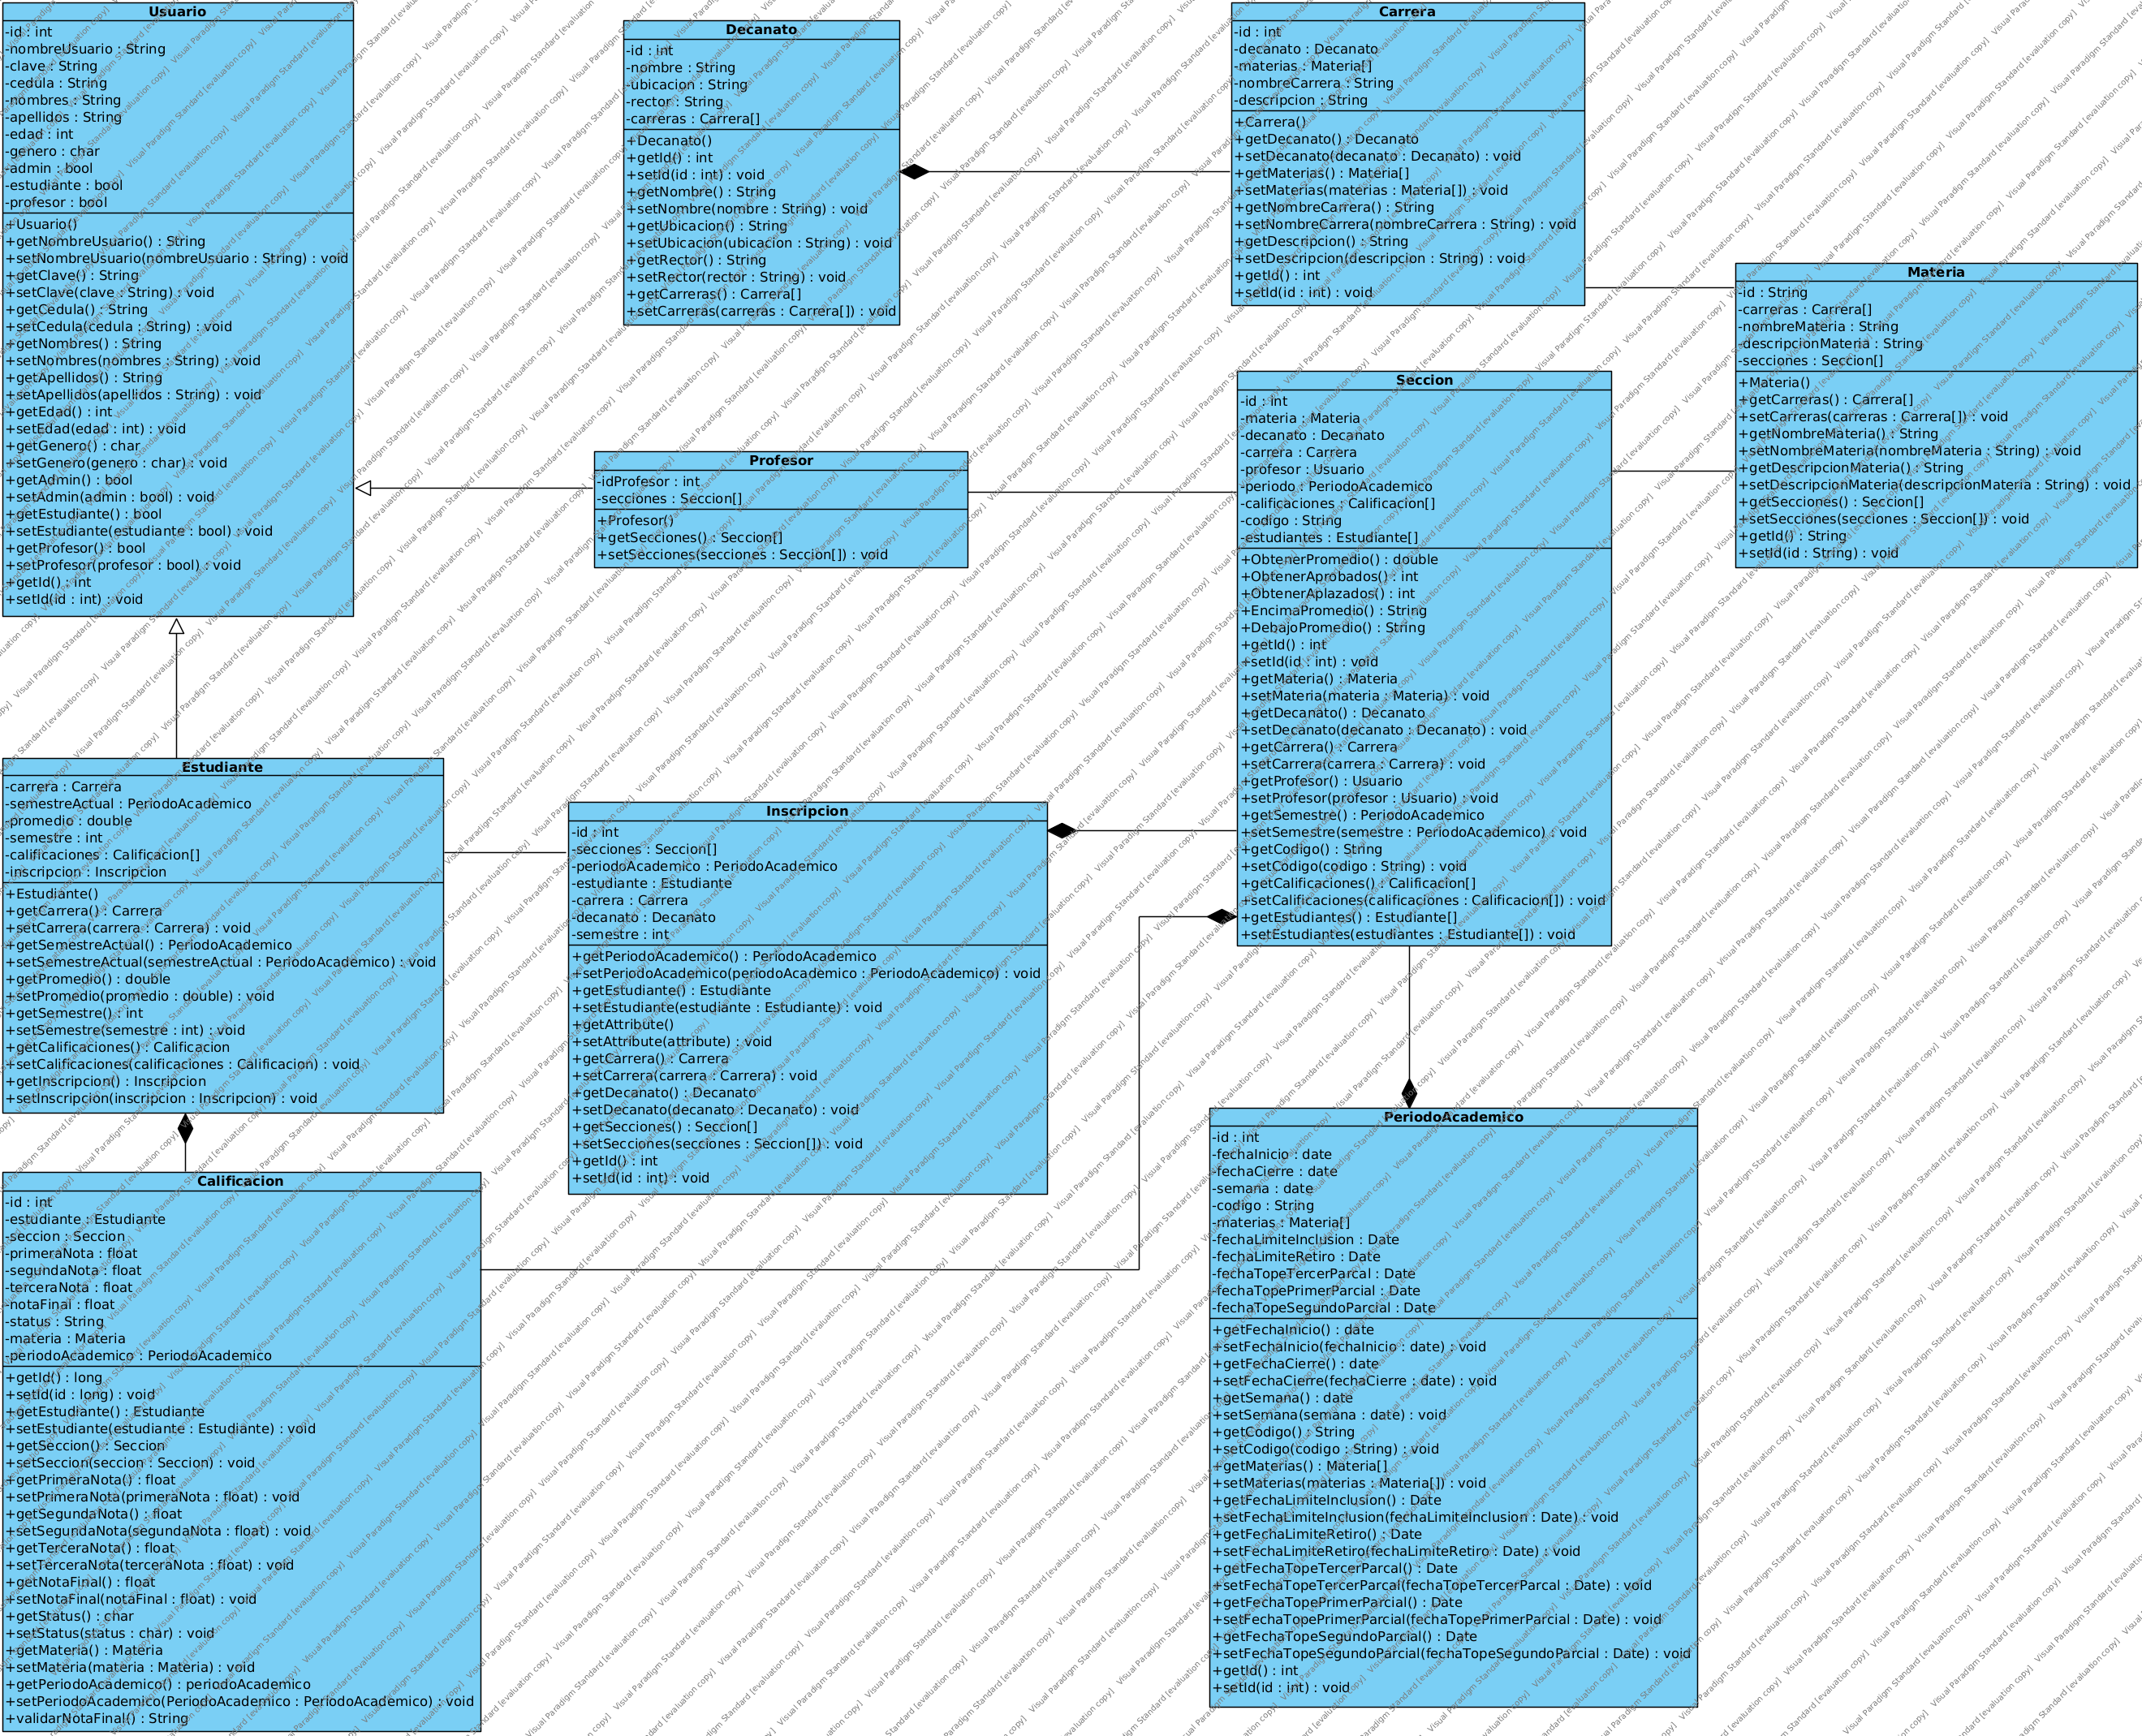 Usuario
-id : int
-nombreUsuario : String
-clave : String
-cedula : String
-nombres : String
-apellidos : String
-edad : int
-genero : char
-admin : bool
-estudiante : bool
-profesor : bool
+Usuario()
+getNombreUsuario() : String
+setNombreUsuario(nombreUsuario : String) : void
+getClave() : String
+setClave(clave : String) : void
+getCedula() : String
+setCedula(cedula : String) : void
+getNombres() : String
+setNombres(nombres : String) : void
+getApellidos() : String
+setApellidos(apellidos : String) : void
+getEdad() : int
+setEdad(edad : int) : void
+getGenero() : char
+setGenero(genero : char) : void
+getAdmin() : bool
+setAdmin(admin : bool) : void
+getEstudiante() : bool
+setEstudiante(estudiante : bool) : void
+getProfesor() : bool
+setProfesor(profesor : bool) : void
+getId() : int
+setId(id : int) : void
Decanato
-id : int
-nombre : String
-ubicacion : String
-rector : String
-carreras : Carrera[]
+Decanato()
+getId() : int
+setId(id : int) : void
+getNombre() : String
+setNombre(nombre : String) : void
+getUbicacion() : String
+setUbicacion(ubicacion : String) : void
+getRector() : String
+setRector(rector : String) : void
+getCarreras() : Carrera[]
+setCarreras(carreras : Carrera[]) : void
Carrera
-id : int
-decanato : Decanato
-materias : Materia[]
-nombreCarrera : String
-descripcion : String
+Carrera()
+getDecanato() : Decanato
+setDecanato(decanato : Decanato) : void
+getMaterias() : Materia[]
+setMaterias(materias : Materia[]) : void
+getNombreCarrera() : String
+setNombreCarrera(nombreCarrera : String) : void
+getDescripcion() : String
+setDescripcion(descripcion : String) : void
+getId() : int
+setId(id : int) : void
Materia
-id : String
-carreras : Carrera[]
-nombreMateria : String
-descripcionMateria : String
-secciones : Seccion[]
+Materia()
+getCarreras() : Carrera[]
+setCarreras(carreras : Carrera[]) : void
+getNombreMateria() : String
+setNombreMateria(nombreMateria : String) : void
+getDescripcionMateria() : String
+setDescripcionMateria(descripcionMateria : String) : void
+getSecciones() : Seccion[]
+setSecciones(secciones : Seccion[]) : void
+getId() : String
+setId(id : String) : void
Profesor
-idProfesor : int
-secciones : Seccion[]
+Profesor()
+getSecciones() : Seccion[]
+setSecciones(secciones : Seccion[]) : void
Seccion
-id : int
-materia : Materia
-decanato : Decanato
-carrera : Carrera
-profesor : Usuario
-periodo : PeriodoAcademico
-calificaciones : Calificacion[]
-codigo : String
-estudiantes : Estudiante[]
+ObtenerPromedio() : double
+ObtenerAprobados() : int
+ObtenerAplazados() : int
+EncimaPromedio() : String
+DebajoPromedio() : String
+getId() : int
+setId(id : int) : void
+getMateria() : Materia
+setMateria(materia : Materia) : void
+getDecanato() : Decanato
+setDecanato(decanato : Decanato) : void
+getCarrera() : Carrera
+setCarrera(carrera : Carrera) : void
+getProfesor() : Usuario
+setProfesor(profesor : Usuario) : void
+getSemestre() : PeriodoAcademico
+setSemestre(semestre : PeriodoAcademico) : void
+getCodigo() : String
+setCodigo(codigo : String) : void
+getCalificaciones() : Calificacion[]
+setCalificaciones(calificaciones : Calificacion[]) : void
+getEstudiantes() : Estudiante[]
+setEstudiantes(estudiantes : Estudiante[]) : void
Estudiante
-carrera : Carrera
-semestreActual : PeriodoAcademico
-promedio : double
-semestre : int
-calificaciones : Calificacion[]
-inscripcion : Inscripcion
+Estudiante()
+getCarrera() : Carrera
+setCarrera(carrera : Carrera) : void
+getSemestreActual() : PeriodoAcademico
+setSemestreActual(semestreActual : PeriodoAcademico) : void
+getPromedio() : double
+setPromedio(promedio : double) : void
+getSemestre() : int
+setSemestre(semestre : int) : void
+getCalificaciones() : Calificacion
+setCalificaciones(calificaciones : Calificacion) : void
+getInscripcion() : Inscripcion
+setInscripcion(inscripcion : Inscripcion) : void
Inscripcion
-id : int
-secciones : Seccion[]
-periodoAcademico : PeriodoAcademico
-estudiante : Estudiante
-carrera : Carrera
-decanato : Decanato
-semestre : int
+getPeriodoAcademico() : PeriodoAcademico
+setPeriodoAcademico(periodoAcademico : PeriodoAcademico) : void
+getEstudiante() : Estudiante
+setEstudiante(estudiante : Estudiante) : void
+getAttribute()
+setAttribute(attribute) : void
+getCarrera() : Carrera
+setCarrera(carrera : Carrera) : void
+getDecanato() : Decanato
+setDecanato(decanato : Decanato) : void
+getSecciones() : Seccion[]
+setSecciones(secciones : Seccion[]) : void
+getId() : int
+setId(id : int) : void
Calificacion
-id : int
-estudiante : Estudiante
-seccion : Seccion
-primeraNota : float
-segundaNota : float
-terceraNota : float
-notaFinal : float
-status : String
-materia : Materia
-periodoAcademico : PeriodoAcademico
+getId() : long
+setId(id : long) : void
+getEstudiante() : Estudiante
+setEstudiante(estudiante : Estudiante) : void
+getSeccion() : Seccion
+setSeccion(seccion : Seccion) : void
+getPrimeraNota() : float
+setPrimeraNota(primeraNota : float) : void
+getSegundaNota() : float
+setSegundaNota(segundaNota : float) : void
+getTerceraNota() : float
+setTerceraNota(terceraNota : float) : void
+getNotaFinal() : float
+setNotaFinal(notaFinal : float) : void
+getStatus() : char
+setStatus(status : char) : void
+getMateria() : Materia
+setMateria(materia : Materia) : void
+getPeriodoAcademico() : periodoAcademico
+setPeriodoAcademico(PeriodoAcademico : PeriodoAcademico) : void
+validarNotaFinal() : String
PeriodoAcademico
-id : int
-fechaInicio : date
-fechaCierre : date
-semana : date
-codigo : String
-materias : Materia[]
-fechaLimiteInclusion : Date
-fechaLimiteRetiro : Date
-fechaTopeTercerParcal : Date
-fechaTopePrimerParcial : Date
-fechaTopeSegundoParcial : Date
+getFechaInicio() : date
+setFechaInicio(fechaInicio : date) : void
+getFechaCierre() : date
+setFechaCierre(fechaCierre : date) : void
+getSemana() : date
+setSemana(semana : date) : void
+getCodigo() : String
+setCodigo(codigo : String) : void
+getMaterias() : Materia[]
+setMaterias(materias : Materia[]) : void
+getFechaLimiteInclusion() : Date
+setFechaLimiteInclusion(fechaLimiteInclusion : Date) : void
+getFechaLimiteRetiro() : Date
+setFechaLimiteRetiro(fechaLimiteRetiro : Date) : void
+getFechaTopeTercerParcal() : Date
+setFechaTopeTercerParcal(fechaTopeTercerParcal : Date) : void
+getFechaTopePrimerParcial() : Date
+setFechaTopePrimerParcial(fechaTopePrimerParcial : Date) : void
+getFechaTopeSegundoParcial() : Date
+setFechaTopeSegundoParcial(fechaTopeSegundoParcial : Date) : void
+getId() : int
+setId(id : int) : void
Visual Paradigm Standard [evaluation copy]